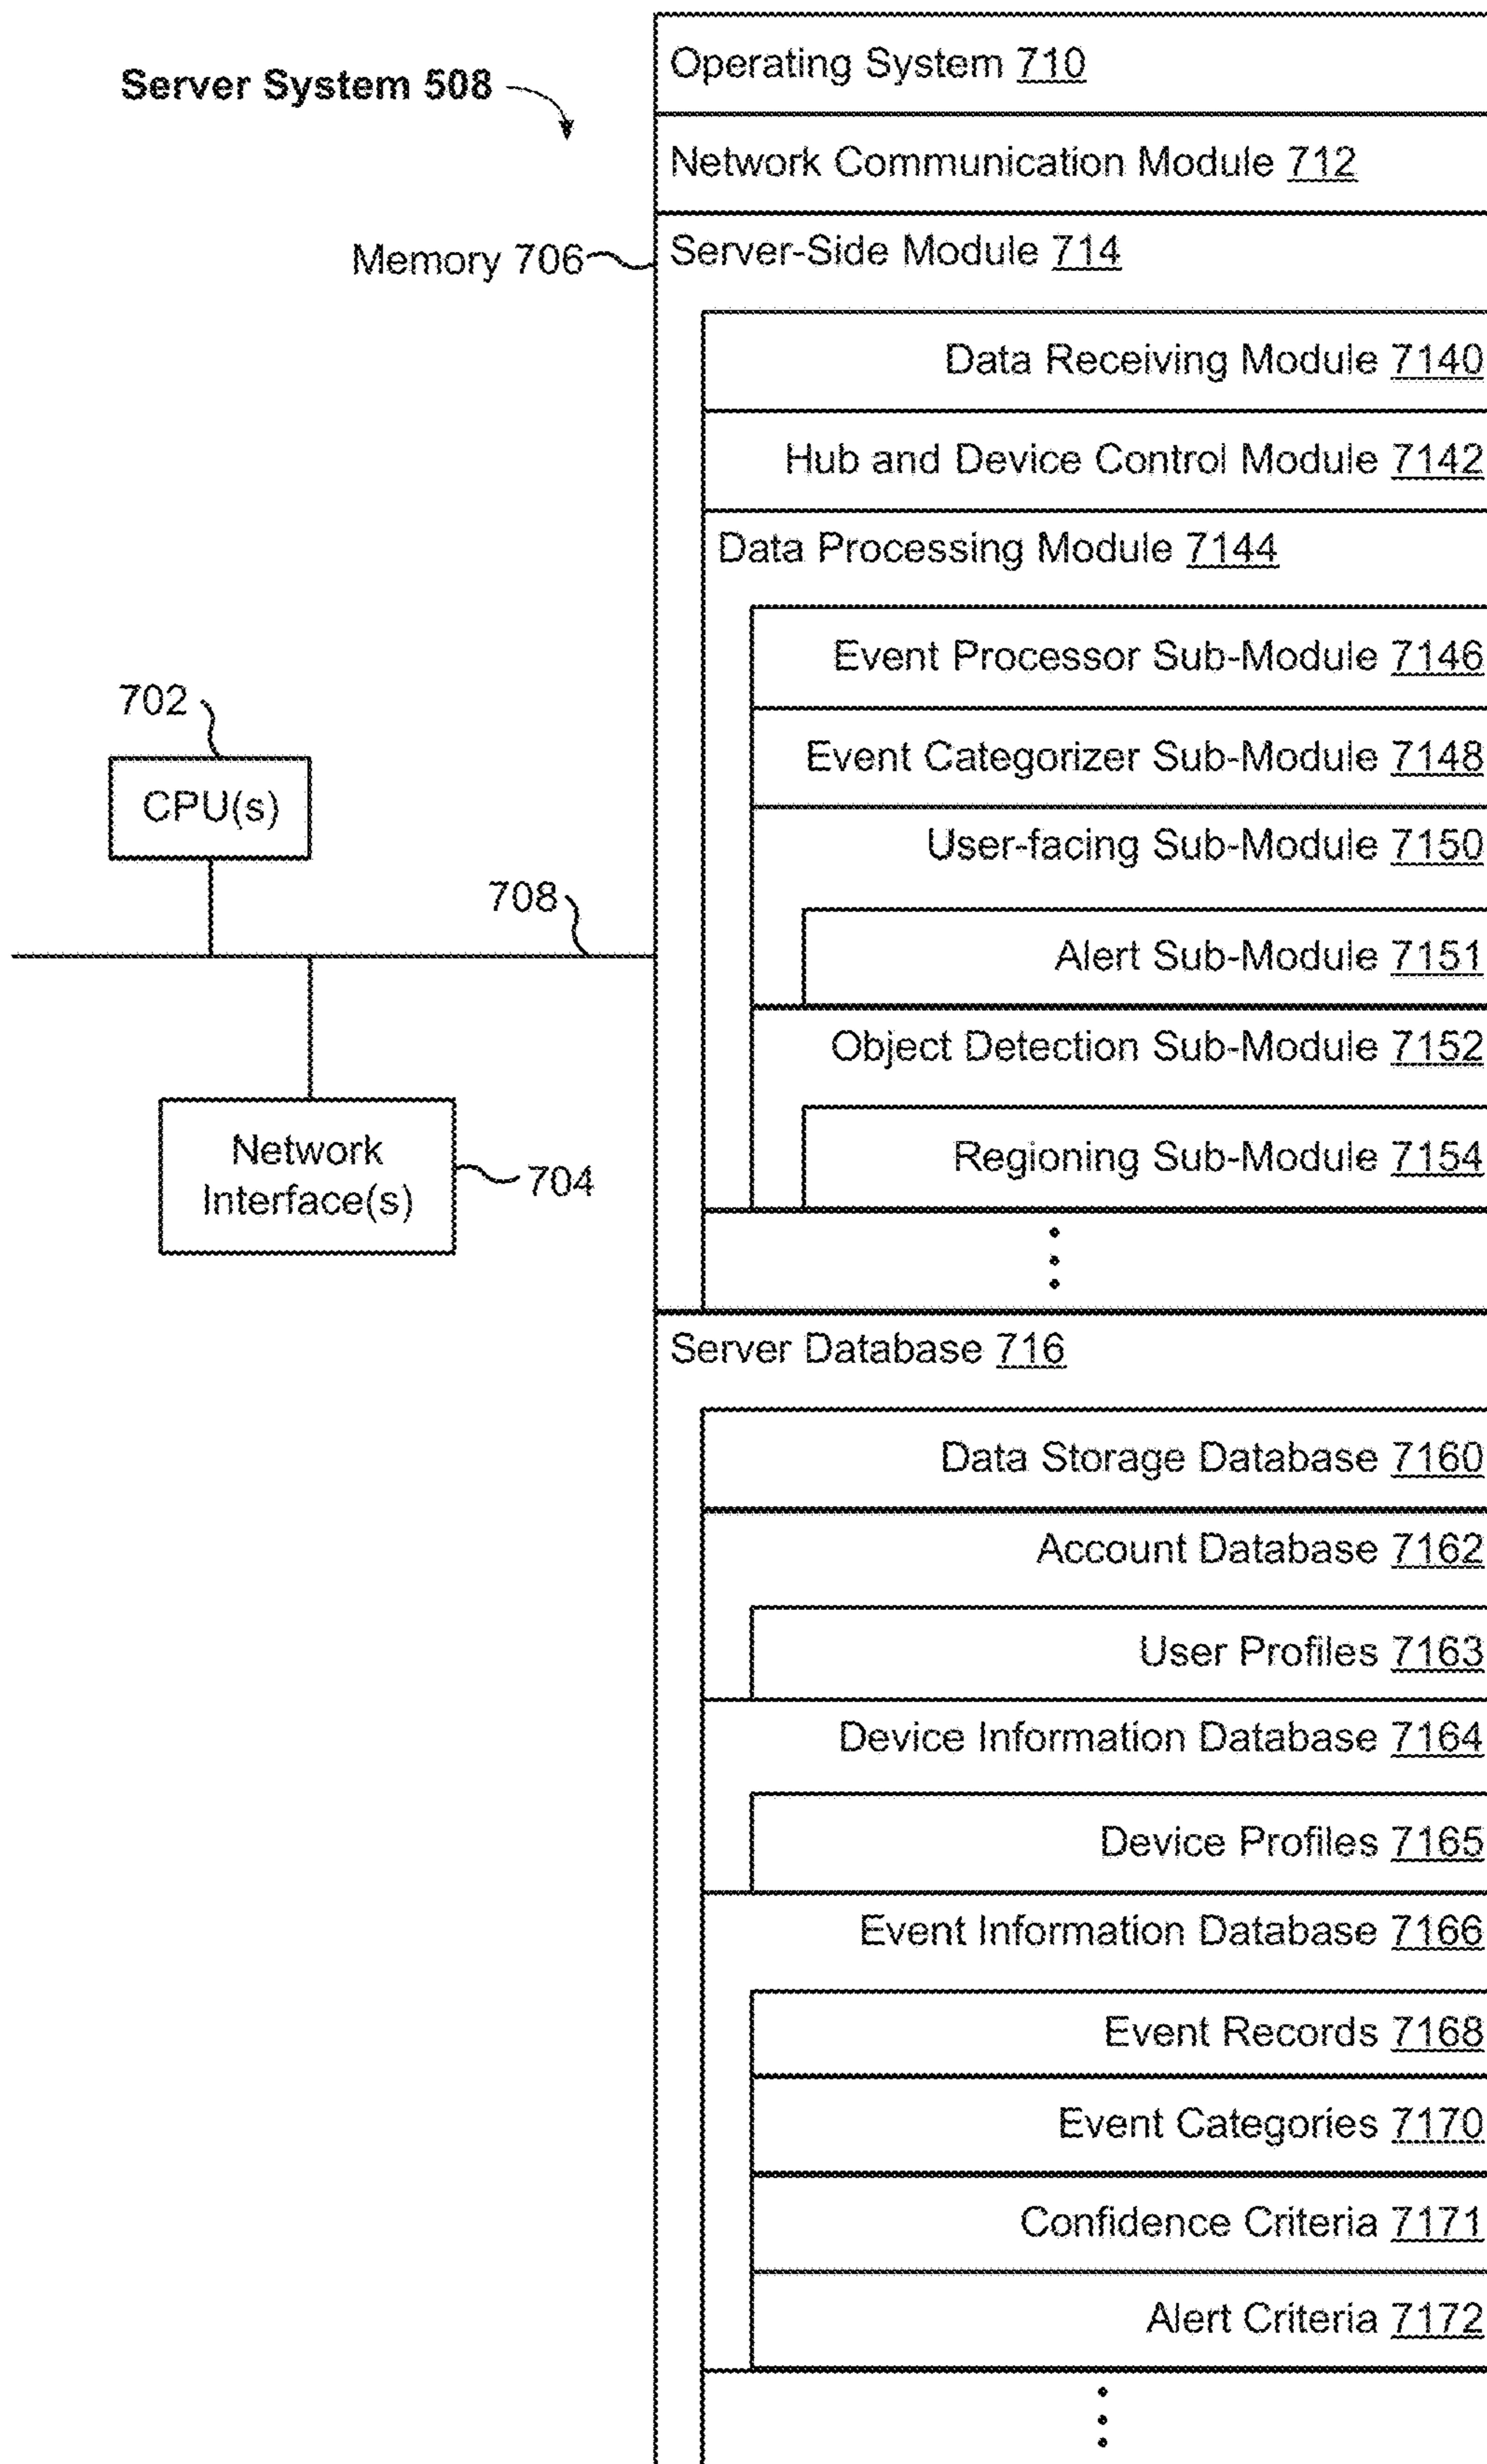 Server System 508
Operating System 710
Network Communication Module 712
Memory 706
Server-Side Module 714
Data Receiving Module 7140
Hub and Device Control Module 7142
Data Processing Module 7144
Event Processor Sub-Module 7146
Event Categorizer Sub-Module 7148
User-facing Sub-Module 7150
Alert Sub-Module 7151
Object Detection Sub-Module 7152
Regioning Sub-Module 7154
702
CPU(s)
708
Network
Interface(s)
704
Server Database 716
Data Storage Database 7160
Account Database 7162
User Profiles 7163
Device Information Database 7164
Device Profiles 7165
Event Information Database 7166
Event Records 7168
Event Categories 7170
Confidence Criteria 7171
Alert Criteria 7172